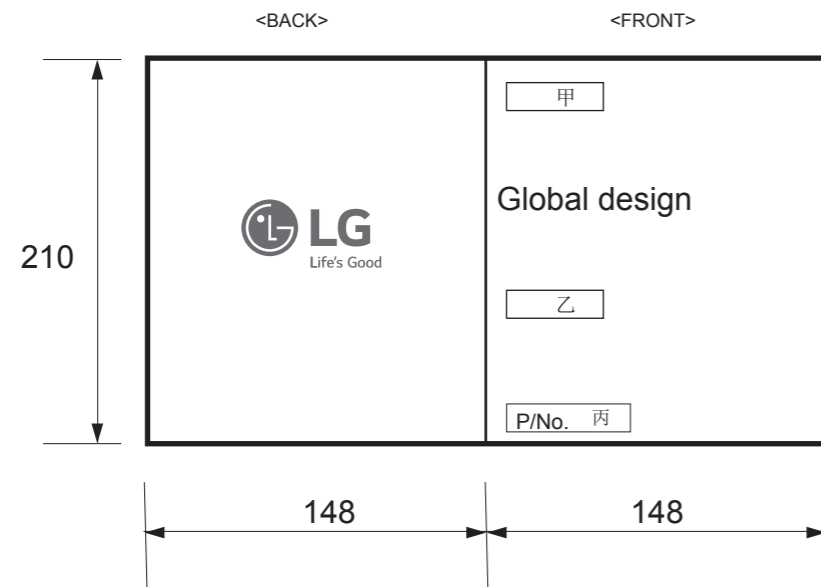 <BACK>
<FRONT>
甲
Global design
LG
Life's Good
210
乙
P/No. 丙
148
148